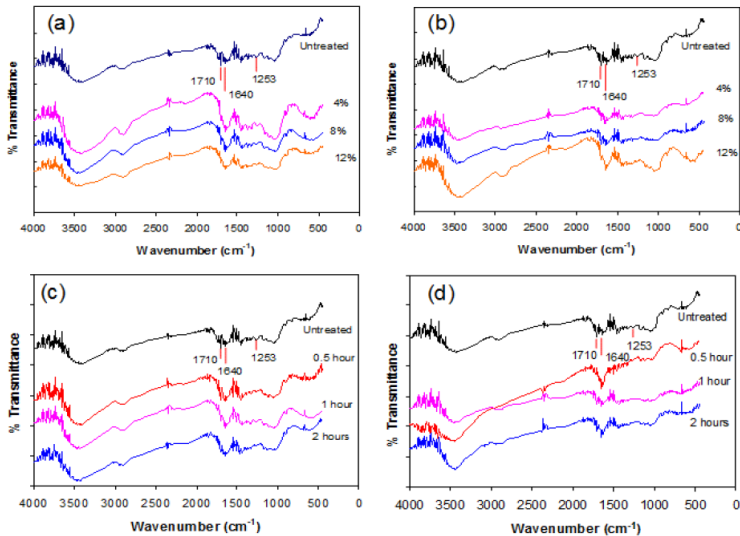 (a)
Untreated
1710
1253
1640
4%
8%
12%
% Transmittance
4000 3500 3000 2500 2000 1500 1000 500 0
Wavenumber (cm⁻¹)
(b)
Untreated
1710
1253
1640
4%
8%
12%
% Transmittance
4000 3500 3000 2500 2000 1500 1000 500 0
Wavenumber (cm⁻¹)
(c)
Untreated
1710
1253
1640
0.5 hour
1 hour
2 hours
% Transmittance
4000 3500 3000 2500 2000 1500 1000 500 0
Wavenumber (cm⁻¹)
(d)
Untreated
1253
1710
1640
0.5 hour
1 hour
2 hours
% Transmittance
4000 3500 3000 2500 2000 1500 1000 500 0
Wavenumber (cm⁻¹)